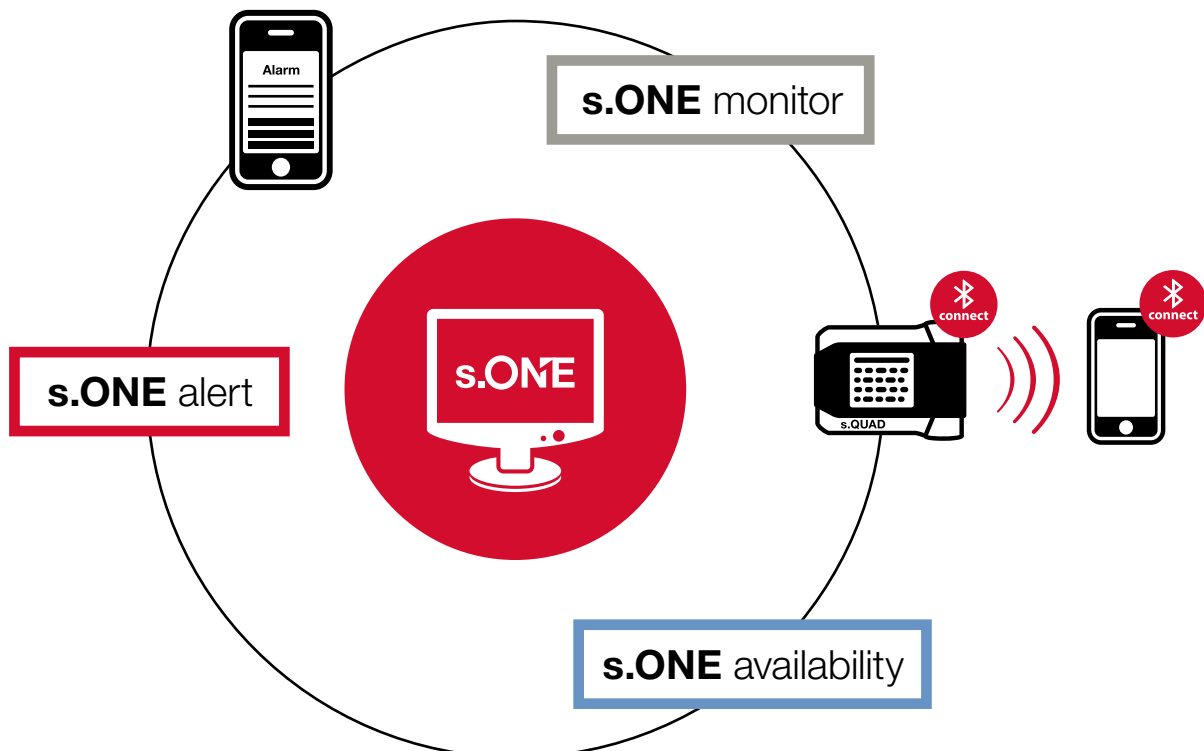 Alarm
s.ONE monitor
connect
connect
s.QUAD
s.ONE alert
s.ONE
s.ONE availability